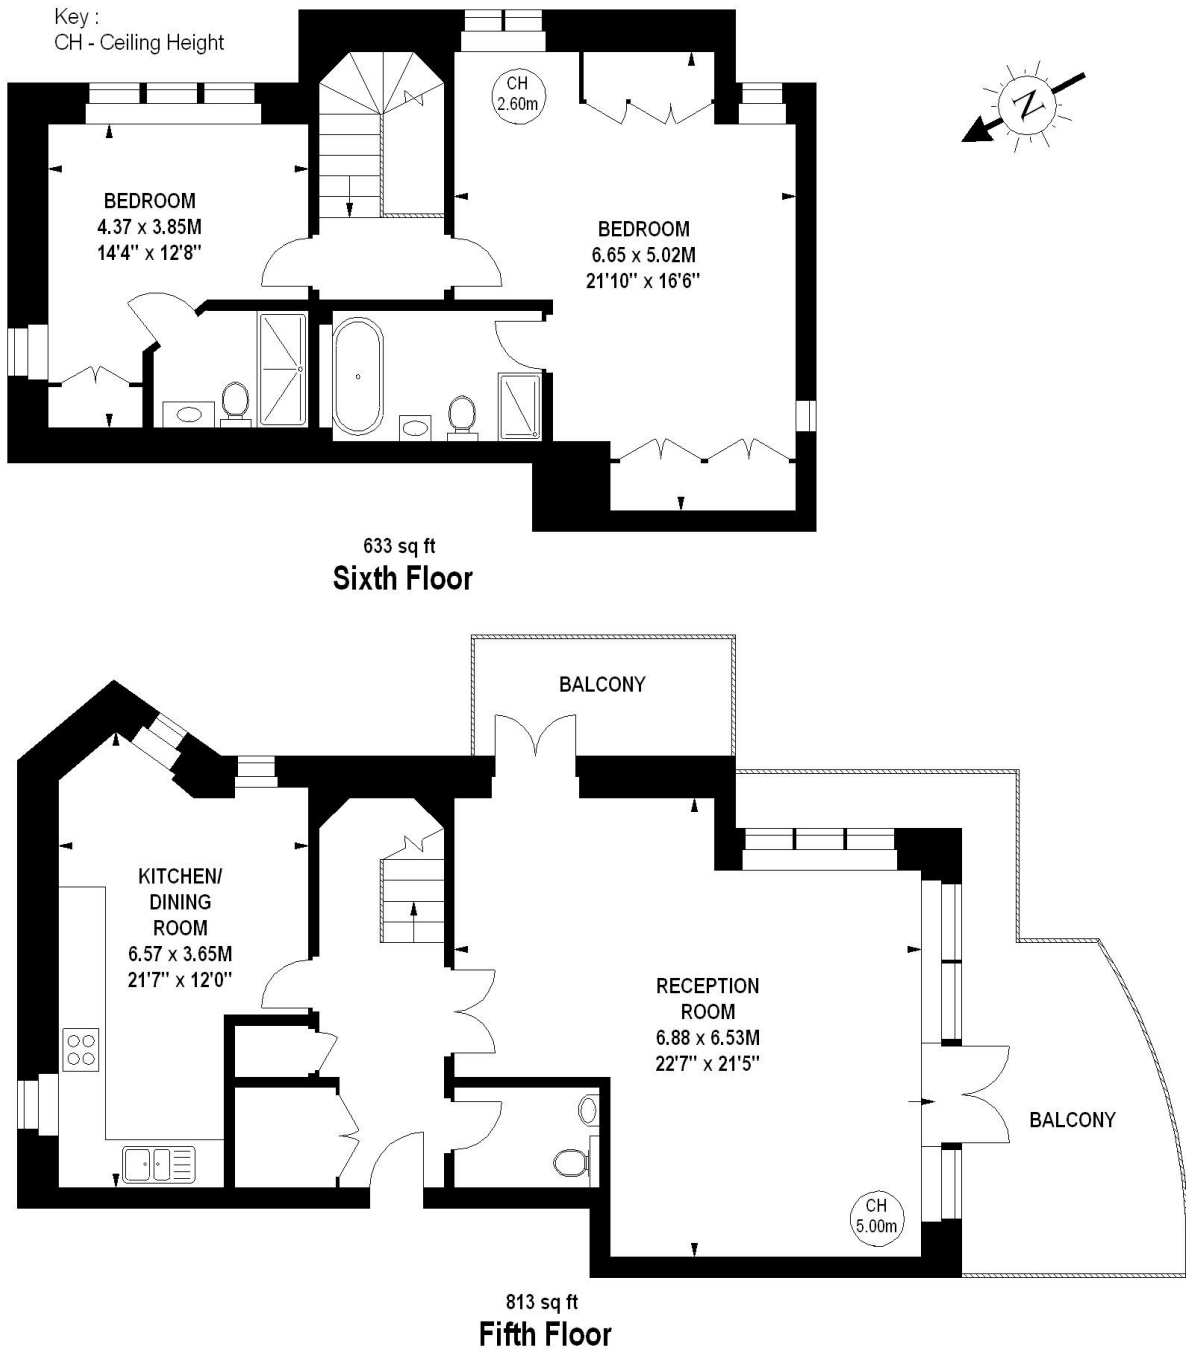 Key :
CH - Ceiling Height
CH
2.60m
N
BEDROOM
4.37 x 3.85M
14'4" x 12'8"
BEDROOM
6.65 x 5.02M
21'10" x 16'6"
633 sq ft
Sixth Floor
BALCONY
KITCHEN/
DINING
ROOM
6.57 x 3.65M
21'7" x 12'0"
RECEPTION
ROOM
6.88 x 6.53M
22'7" x 21'5"
BALCONY
CH
5.00m
813 sq ft
Fifth Floor